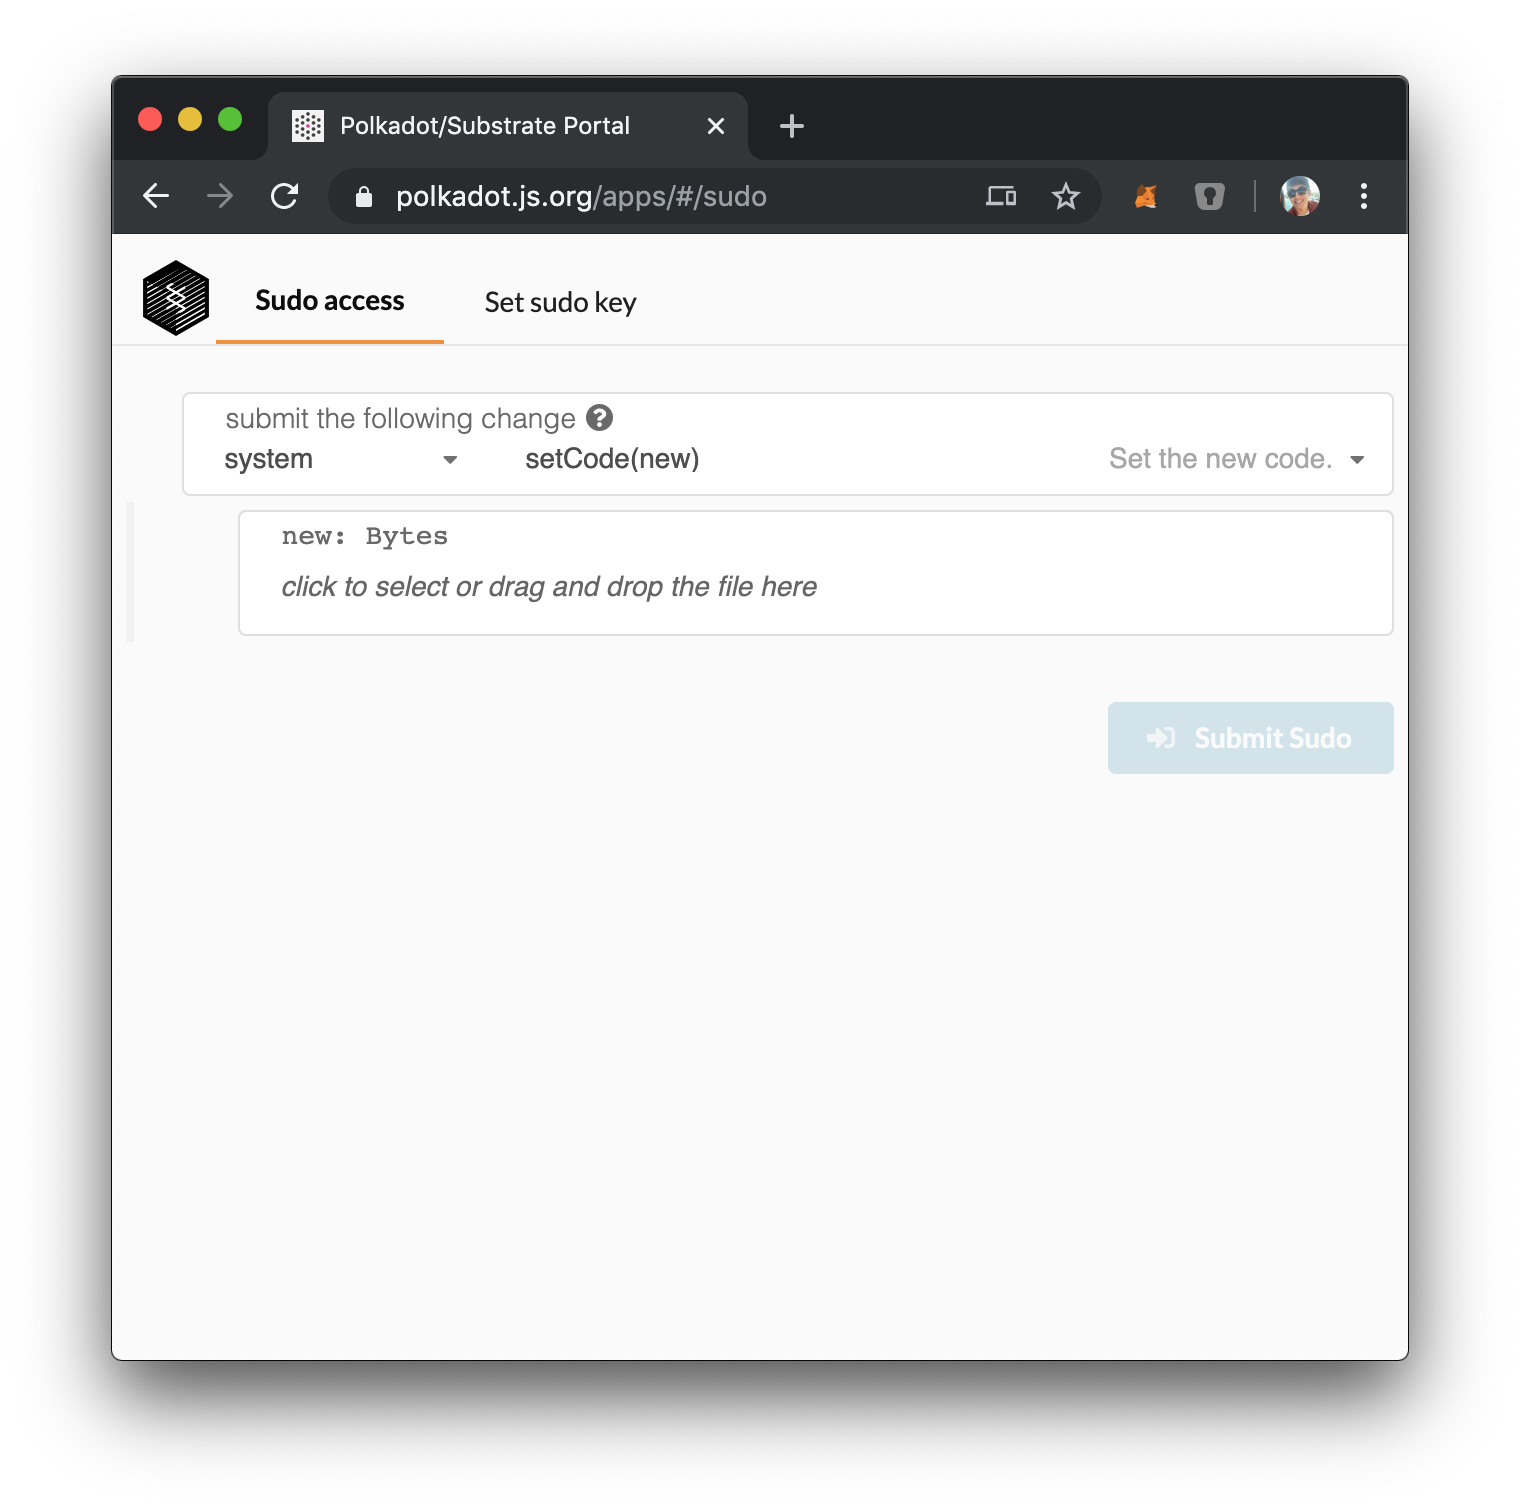 Polkadot/Substrate Portal
polkadot.js.org/apps/#/sudo
Sudo access
Set sudo key
submit the following change
system
setCode(new)
Set the new code.
new: Bytes
click to select or drag and drop the file here
Submit Sudo